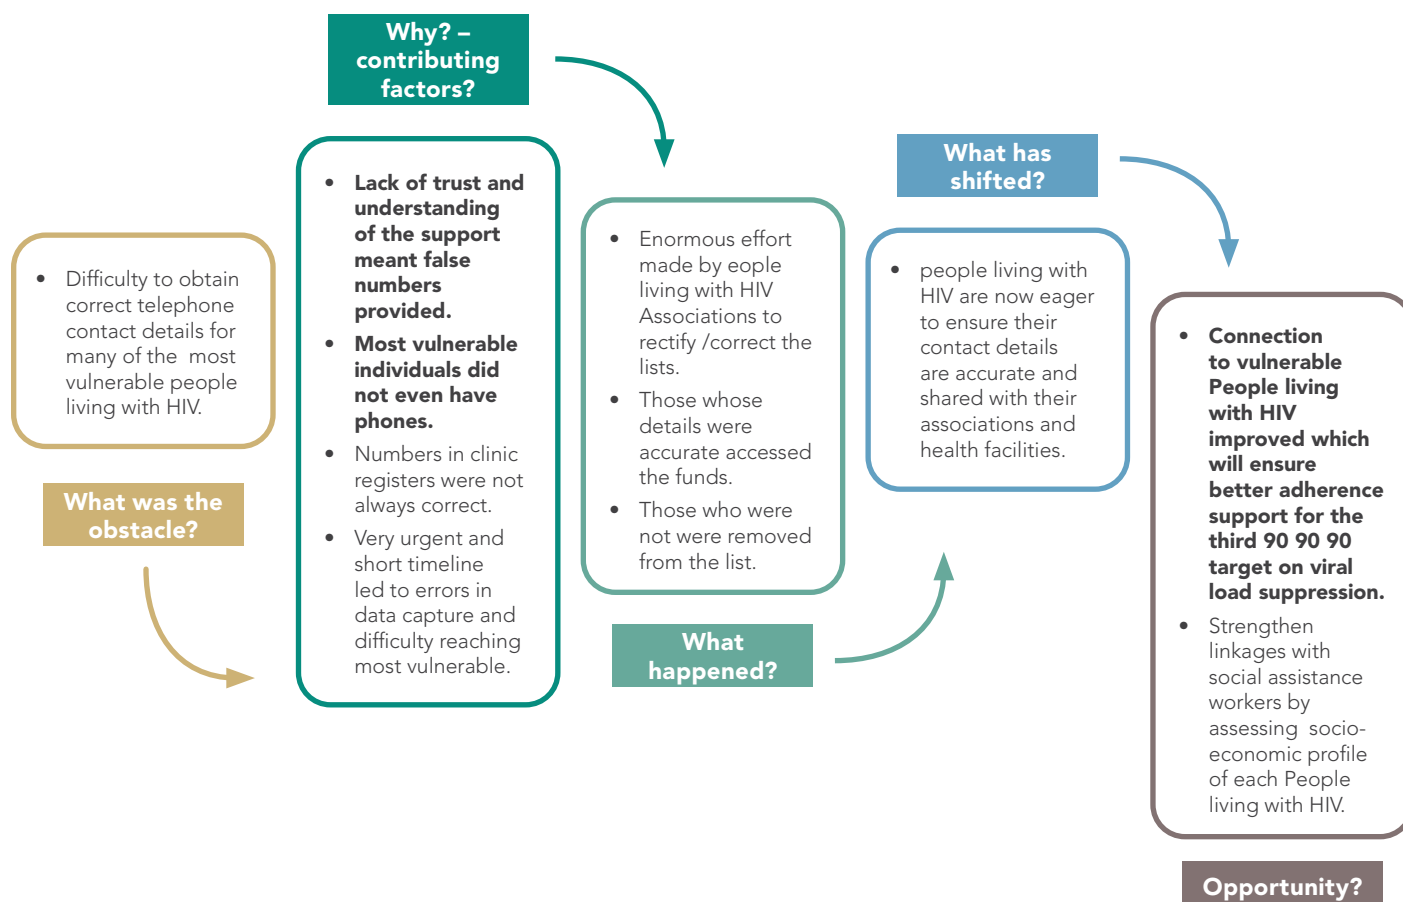 • Difficulty to obtain
correct telephone
contact details for
many of the most
vulnerable people
living with HIV.
What was the
obstacle?
Why? –
contributing
factors?
• Lack of trust and
understanding
of the support
meant false
numbers
provided.
• Most vulnerable
individuals did
not even have
phones.
• Numbers in clinic
registers were not
always correct.
• Very urgent and
short timeline
led to errors in
data capture and
difficulty reaching
most vulnerable.
• Enormous effort
made by eople
living with HIV
Associations to
rectify /correct the
lists.
• Those whose
details were
accurate accessed
the funds.
• Those who were
not were removed
from the list.
What
happened?
What has
shifted?
• people living with
HIV are now eager
to ensure their
contact details
are accurate and
shared with their
associations and
health facilities.
• Connection
to vulnerable
People living
with HIV
improved which
will ensure
better adherence
support for the
third 90 90 90
target on viral
load suppression.
• Strengthen
linkages with
social assistance
workers by
assessing socio-
economic profile
of each People
living with HIV.
Opportunity?